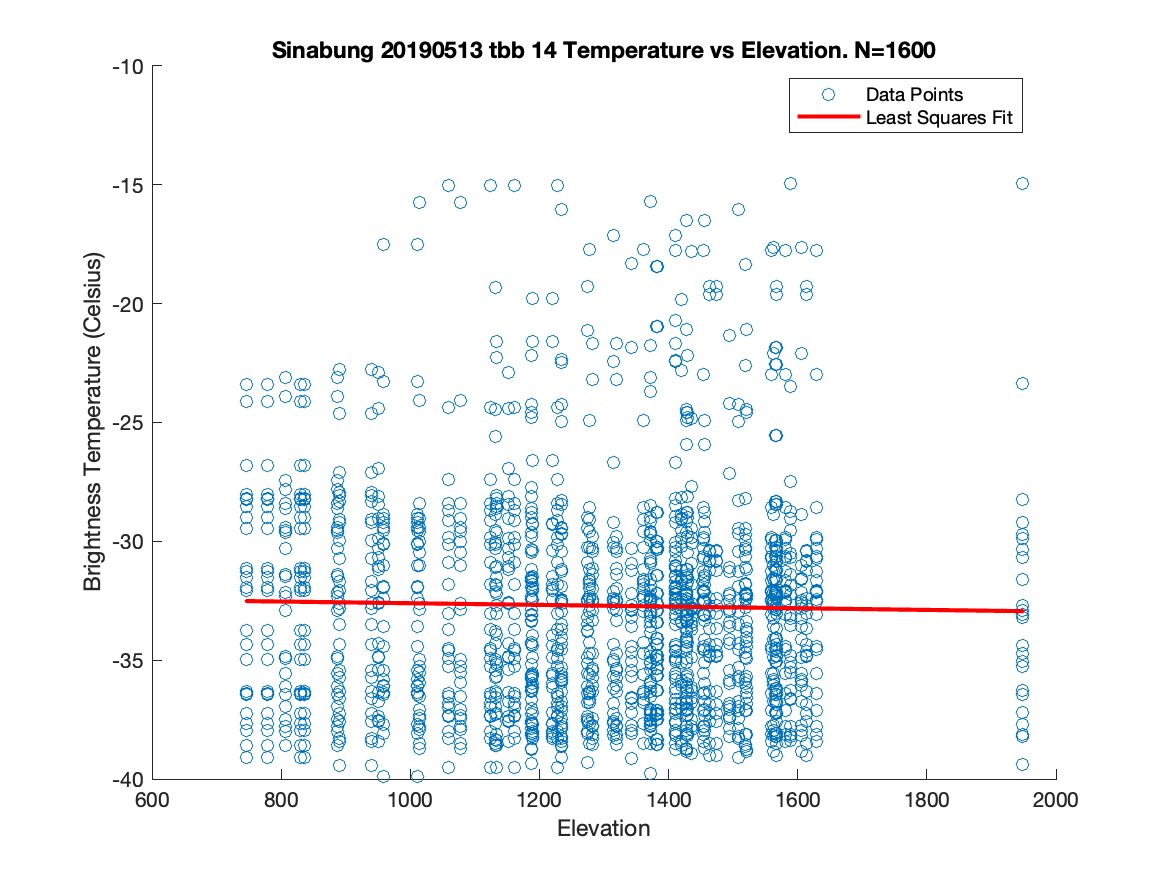 Sinabung 20190513 tbb 14 Temperature vs Elevation. N=1600
Data Points
Least Squares Fit
Brightness Temperature (Celsius)
-10
-15
-20
-25
-30
-35
-40
600 800 1000 1200 1400 1600 1800 2000
Elevation